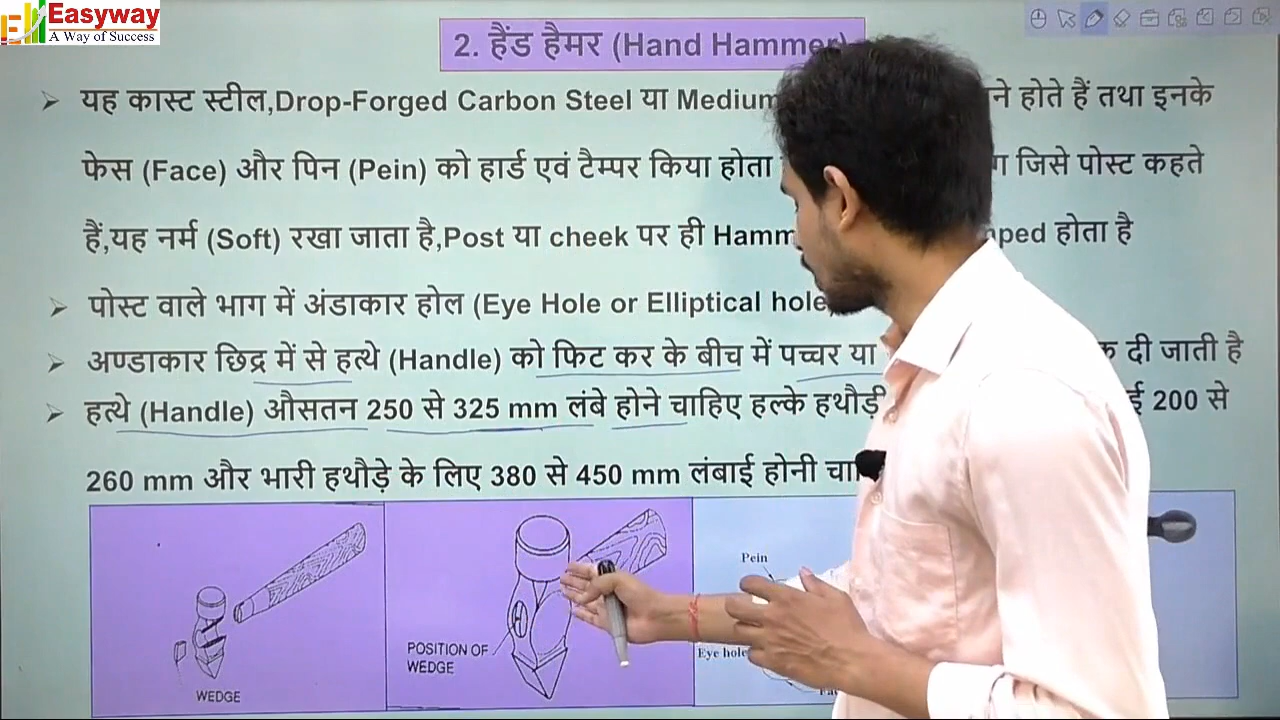 Easyway
A Way of Success
2. हैंड हैमर (Hand Hammer)
➢ यह कास्ट स्टील,Drop-Forged Carbon Steel या Medium ने होते हैं तथा इनके
फेस (Face) और पिन (Pein) को हार्ड एवं टैम्पर किया होता जिसे पोस्ट कहते
हैं,यह नर्म (Soft) रखा जाता है,Post या cheek पर ही होता है
➢ पोस्ट वाले भाग में अंडाकार होल (Eye Hole or Elliptical hole,
➢ अण्डाकार छिद्र में से हत्थे (Handle) को फिट कर के बीच में पच्चर या दी जाती है
➢ हत्थे (Handle) औसतन 250 से 325 mm लंबे होने चाहिए हल्के हथौड़ी 200 से
260 mm और भारी हथौड़े के लिए 380 से 450 mm लंबाई होनी
WEDGE
POSITION OF
WEDGE
Pein
Eye hole